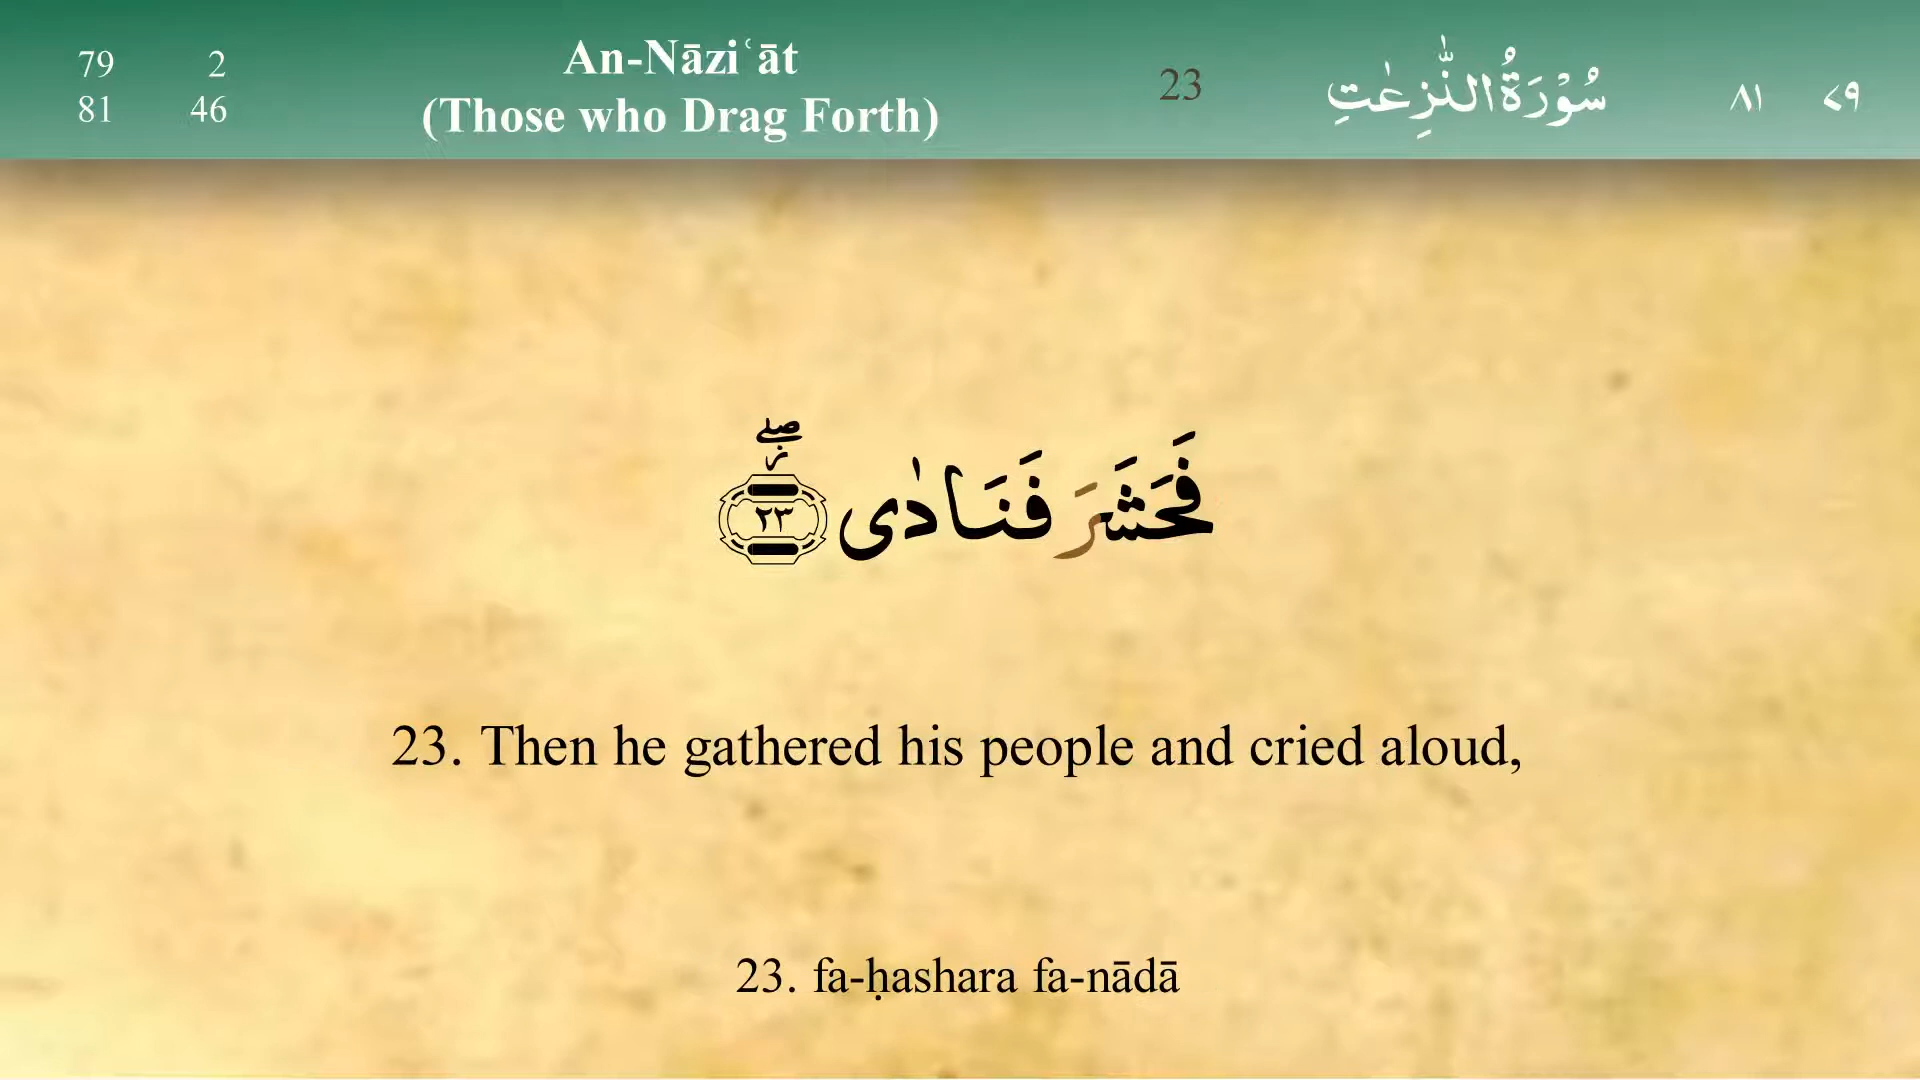 79 2
81 46
An-Nāziʿāt
(Those who Drag Forth)
23
سُوْرَةُ النّٰزِعٰتِ
٨١ ٧٩
فَحَشَرَ فَنَادٰى ۖ۫ ٢٣
23. Then he gathered his people and cried aloud,
23. fa-ḥashara fa-nādā